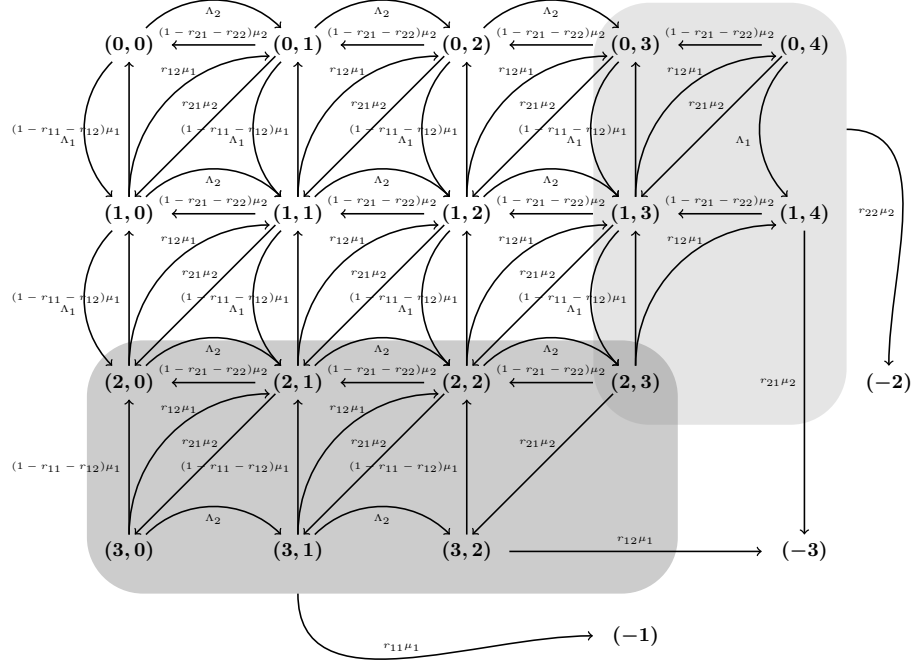 Λ₂ Λ₂ Λ₂
(1 − r₂₁ − r₂₂)μ₂ (1 − r₂₁ − r₂₂)μ₂ (1 − r₂₁ − r₂₂)μ₂ (1 − r₂₁ − r₂₂)μ₂
(0, 0) (0, 1) (0, 2) (0, 3) (0, 4)
r₁₂μ₁ r₁₂μ₁ r₁₂μ₁ r₁₂μ₁
r₂₁μ₂ r₂₁μ₂ r₂₁μ₂ r₂₁μ₂
(1 − r₁₁ − r₁₂)μ₁ (1 − r₁₁ − r₁₂)μ₁ (1 − r₁₁ − r₁₂)μ₁ (1 − r₁₁ − r₁₂)μ₁
Λ₁ Λ₁ Λ₁ Λ₁ Λ₁
Λ₂ Λ₂ Λ₂
(1 − r₂₁ − r₂₂)μ₂ (1 − r₂₁ − r₂₂)μ₂ (1 − r₂₁ − r₂₂)μ₂ (1 − r₂₁ − r₂₂)μ₂
(1, 0) (1, 1) (1, 2) (1, 3) (1, 4)
r₂₂μ₂
r₁₂μ₁ r₁₂μ₁ r₁₂μ₁ r₁₂μ₁
r₂₁μ₂ r₂₁μ₂ r₂₁μ₂
(1 − r₁₁ − r₁₂)μ₁ (1 − r₁₁ − r₁₂)μ₁ (1 − r₁₁ − r₁₂)μ₁ (1 − r₁₁ − r₁₂)μ₁
Λ₁ Λ₁ Λ₁ Λ₁
Λ₂ Λ₂ Λ₂
(1 − r₂₁ − r₂₂)μ₂ (1 − r₂₁ − r₂₂)μ₂ (1 − r₂₁ − r₂₂)μ₂
(2, 0) (2, 1) (2, 2) (2, 3) r₂₁μ₂ (−2)
r₁₂μ₁ r₁₂μ₁
r₂₁μ₂ r₂₁μ₂ r₂₁μ₂
(1 − r₁₁ − r₁₂)μ₁ (1 − r₁₁ − r₁₂)μ₁ (1 − r₁₁ − r₁₂)μ₁
Λ₂ Λ₂
r₁₂μ₁
(3, 0) (3, 1) (3, 2) (−3)
(−1)
r₁₁μ₁